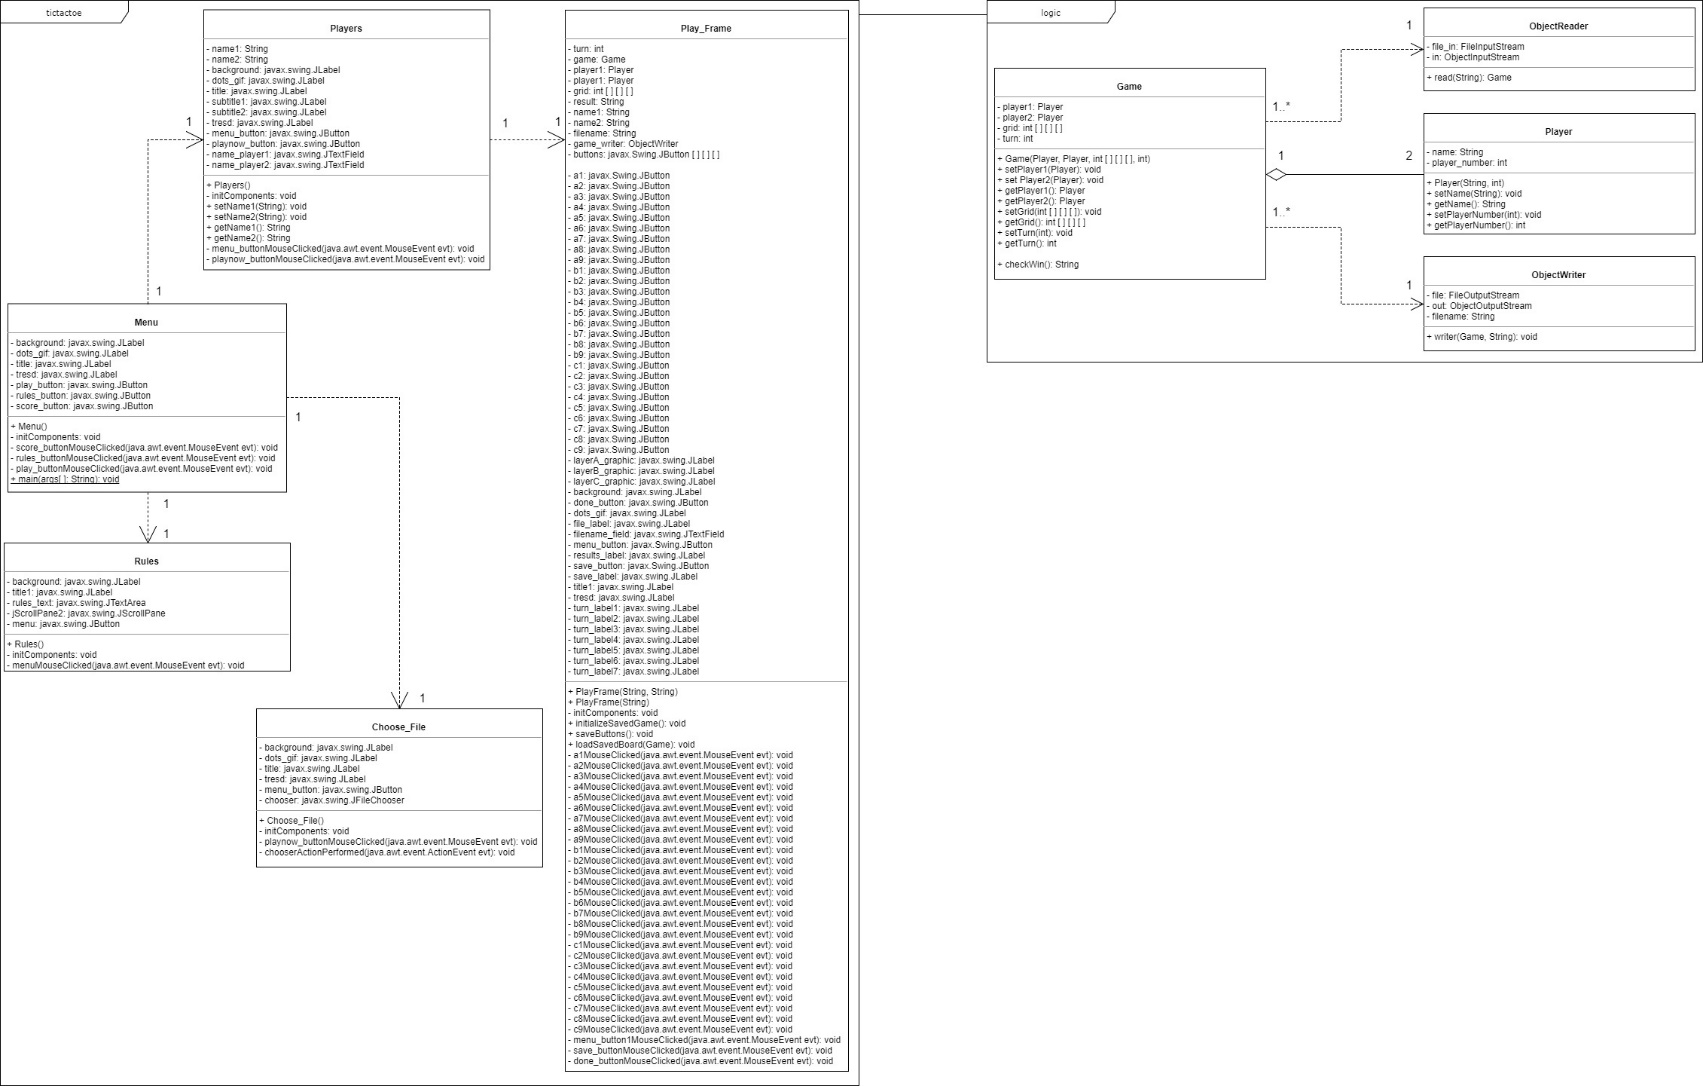 tictactoe
Players
- name1: String
- name2: String
- background: javax.swing.JLabel
- dots_gif: javax.swing.JLabel
- title: javax.swing.JLabel
- subtitle1: javax.swing.JLabel
- subtitle2: javax.swing.JLabel
- tresd: javax.swing.JLabel
- menu_button: javax.swing.JButton
- playnow_button: javax.swing.JButton
- name_player1: javax.swing.JTextField
- name_player2: javax.swing.JTextField
+ Players()
- initComponents: void
+ setName1(String): void
+ setName2(String): void
+ getName1(): String
+ getName2(): String
- menu_buttonMouseClicked(java.awt.event.MouseEvent evt): void
- playnow_buttonMouseClicked(java.awt.event.MouseEvent evt): void
1
1
1
1
Menu
- background: javax.swing.JLabel
- dots_gif: javax.swing.JLabel
- title: javax.swing.JLabel
- tresd: javax.swing.JLabel
- play_button: javax.swing.JButton
- rules_button: javax.swing.JButton
- score_button: javax.swing.JButton
+ Menu()
- initComponents: void
- score_buttonMouseClicked(java.awt.event.MouseEvent evt): void
- rules_buttonMouseClicked(java.awt.event.MouseEvent evt): void
- play_buttonMouseClicked(java.awt.event.MouseEvent evt): void
+ main(args[ ]: String): void
1
1
1
Rules
- background: javax.swing.JLabel
- title1: javax.swing.JLabel
- rules_text: javax.swing.JTextArea
- jScrollPane2: javax.swing.JScrollPane
- menu: javax.swing.JButton
+ Rules()
- initComponents: void
- menuMouseClicked(java.awt.event.MouseEvent evt): void
1
Choose_File
- background: javax.swing.JLabel
- dots_gif: javax.swing.JLabel
- title: javax.swing.JLabel
- tresd: javax.swing.JLabel
- menu_button: javax.swing.JButton
- chooser: javax.swing.JFileChooser
+ Choose_File()
- initComponents: void
- playnow_buttonMouseClicked(java.awt.event.MouseEvent evt): void
- chooserActionPerformed(java.awt.event.ActionEvent evt): void
Play_Frame
- turn: int
- game: Game
- player1: Player
- player1: Player
- grid: int [ ] [ ] [ ]
- result: String
- name1: String
- name2: String
- filename: String
- game_writer: ObjectWriter
- buttons: javax.Swing.JButton [ ] [ ] [ ]
- a1: javax.Swing.JButton
- a2: javax.Swing.JButton
- a3: javax.Swing.JButton
- a4: javax.Swing.JButton
- a5: javax.Swing.JButton
- a6: javax.Swing.JButton
- a7: javax.Swing.JButton
- a8: javax.Swing.JButton
- a9: javax.Swing.JButton
- b1: javax.Swing.JButton
- b2: javax.Swing.JButton
- b3: javax.Swing.JButton
- b4: javax.Swing.JButton
- b5: javax.Swing.JButton
- b6: javax.Swing.JButton
- b7: javax.Swing.JButton
- b8: javax.Swing.JButton
- b9: javax.Swing.JButton
- c1: javax.Swing.JButton
- c2: javax.Swing.JButton
- c3: javax.Swing.JButton
- c4: javax.Swing.JButton
- c5: javax.Swing.JButton
- c6: javax.Swing.JButton
- c7: javax.Swing.JButton
- c8: javax.Swing.JButton
- c9: javax.Swing.JButton
- layerA_graphic: javax.swing.JLabel
- layerB_graphic: javax.swing.JLabel
- layerC_graphic: javax.swing.JLabel
- background: javax.swing.JLabel
- done_button: javax.swing.JButton
- dots_gif: javax.swing.JLabel
- file_label: javax.swing.JLabel
- filename_field: javax.swing.JTextField
- menu_button: javax.Swing.JButton
- results_label: javax.swing.JLabel
- save_button: javax.Swing.JButton
- save_label: javax.swing.JLabel
- title1: javax.swing.JLabel
- tresd: javax.swing.JLabel
- turn_label1: javax.swing.JLabel
- turn_label2: javax.swing.JLabel
- turn_label3: javax.swing.JLabel
- turn_label4: javax.swing.JLabel
- turn_label5: javax.swing.JLabel
- turn_label6: javax.swing.JLabel
- turn_label7: javax.swing.JLabel
+ PlayFrame(String, String)
+ PlayFrame(String)
- initComponents: void
+ initializeSavedGame(): void
+ saveButtons(): void
+ loadSavedBoard(Game): void
- a1MouseClicked(java.awt.event.MouseEvent evt): void
- a2MouseClicked(java.awt.event.MouseEvent evt): void
- a3MouseClicked(java.awt.event.MouseEvent evt): void
- a4MouseClicked(java.awt.event.MouseEvent evt): void
- a5MouseClicked(java.awt.event.MouseEvent evt): void
- a6MouseClicked(java.awt.event.MouseEvent evt): void
- a7MouseClicked(java.awt.event.MouseEvent evt): void
- a8MouseClicked(java.awt.event.MouseEvent evt): void
- a9MouseClicked(java.awt.event.MouseEvent evt): void
- b1MouseClicked(java.awt.event.MouseEvent evt): void
- b2MouseClicked(java.awt.event.MouseEvent evt): void
- b3MouseClicked(java.awt.event.MouseEvent evt): void
- b4MouseClicked(java.awt.event.MouseEvent evt): void
- b5MouseClicked(java.awt.event.MouseEvent evt): void
- b6MouseClicked(java.awt.event.MouseEvent evt): void
- b7MouseClicked(java.awt.event.MouseEvent evt): void
- b8MouseClicked(java.awt.event.MouseEvent evt): void
- b9MouseClicked(java.awt.event.MouseEvent evt): void
- c1MouseClicked(java.awt.event.MouseEvent evt): void
- c2MouseClicked(java.awt.event.MouseEvent evt): void
- c3MouseClicked(java.awt.event.MouseEvent evt): void
- c4MouseClicked(java.awt.event.MouseEvent evt): void
- c5MouseClicked(java.awt.event.MouseEvent evt): void
- c6MouseClicked(java.awt.event.MouseEvent evt): void
- c7MouseClicked(java.awt.event.MouseEvent evt): void
- c8MouseClicked(java.awt.event.MouseEvent evt): void
- c9MouseClicked(java.awt.event.MouseEvent evt): void
- menu_button1MouseClicked(java.awt.event.MouseEvent evt): void
- save_buttonMouseClicked(java.awt.event.MouseEvent evt): void
- done_buttonMouseClicked(java.awt.event.MouseEvent evt): void
logic
Game
- player1: Player
- player2: Player
- grid: int [ ] [ ] [ ]
- turn: int
+ Game(Player, Player, int [ ] [ ] [ ], int)
+ setPlayer1(Player): void
+ set Player2(Player): void
+ getPlayer1(): Player
+ getPlayer2(): Player
+ setGrid(int [ ] [ ] [ ]): void
+ getGrid(): int [ ] [ ] [ ]
+ setTurn(int): void
+ getTurn(): int
+ checkWin(): String
1..*
1
1
2
1..*
1
ObjectReader
- file_in: FileInputStream
- in: ObjectInputStream
+ read(String): Game
Player
- name: String
- player_number: int
+ Player(String, int)
+ setName(String): void
+ getName(): String
+ setPlayerNumber(int): void
+ getPlayerNumber(): int
ObjectWriter
- file: FileOutputStream
- out: ObjectOutputStream
- filename: String
+ writer(Game, String): void